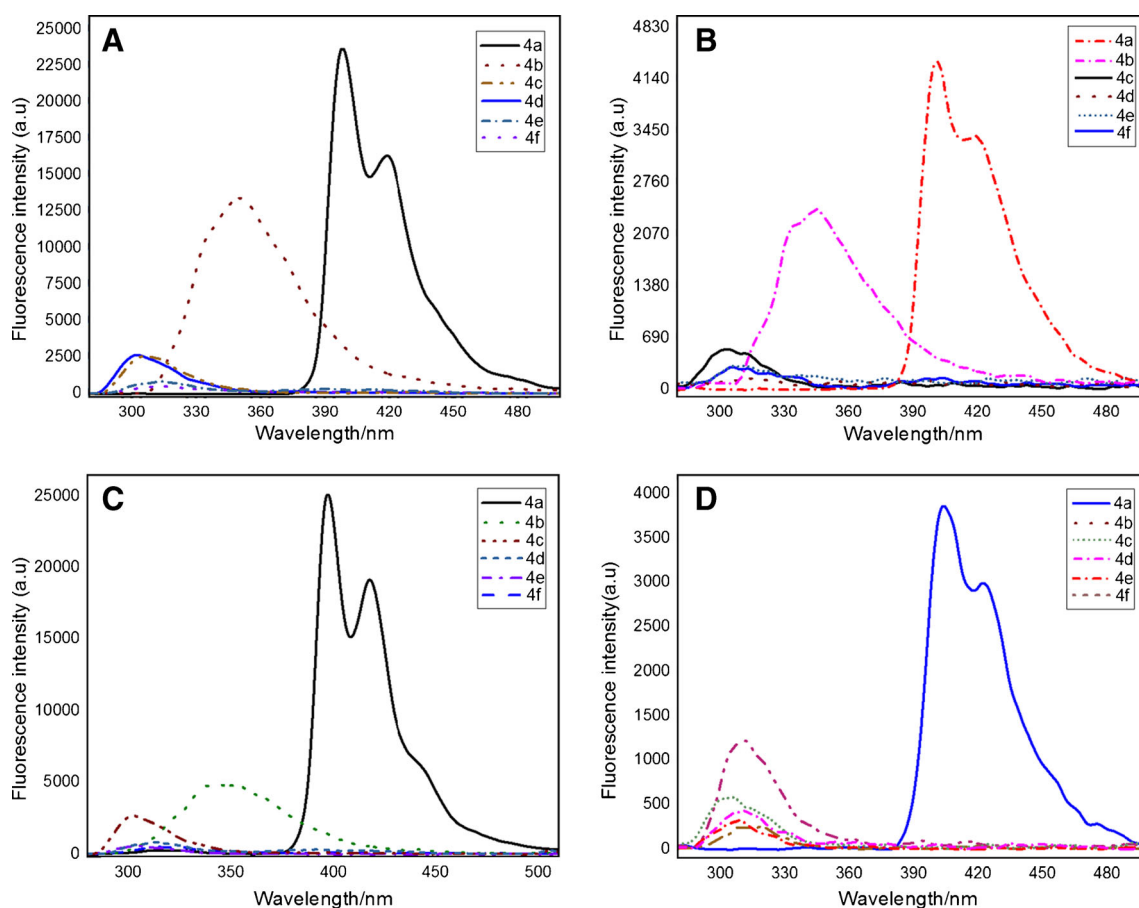 A
25000
22500
20000
17500
15000
12500
10000
7500
5000
2500
0
Fluorescence intensity (a.u)
300 330 360 390 420 450 480
Wavelength/nm
4a
4b
4c
4d
4e
4f
B
4830
4140
3450
2760
2070
1380
690
0
Fluorescence intensity (a.u)
300 330 360 390 420 450 480
Wavelength/nm
4a
4b
4c
4d
4e
4f
C
25000
20000
15000
10000
5000
0
Fluorescence intensity (a.u)
300 350 400 450 500
Wavelength/nm
4a
4b
4c
4d
4e
4f
D
4000
3500
3000
2500
2000
1500
1000
500
0
Fluorescence intensity(a.u)
300 330 360 390 420 450 480
Wavelength/nm
4a
4b
4c
4d
4e
4f